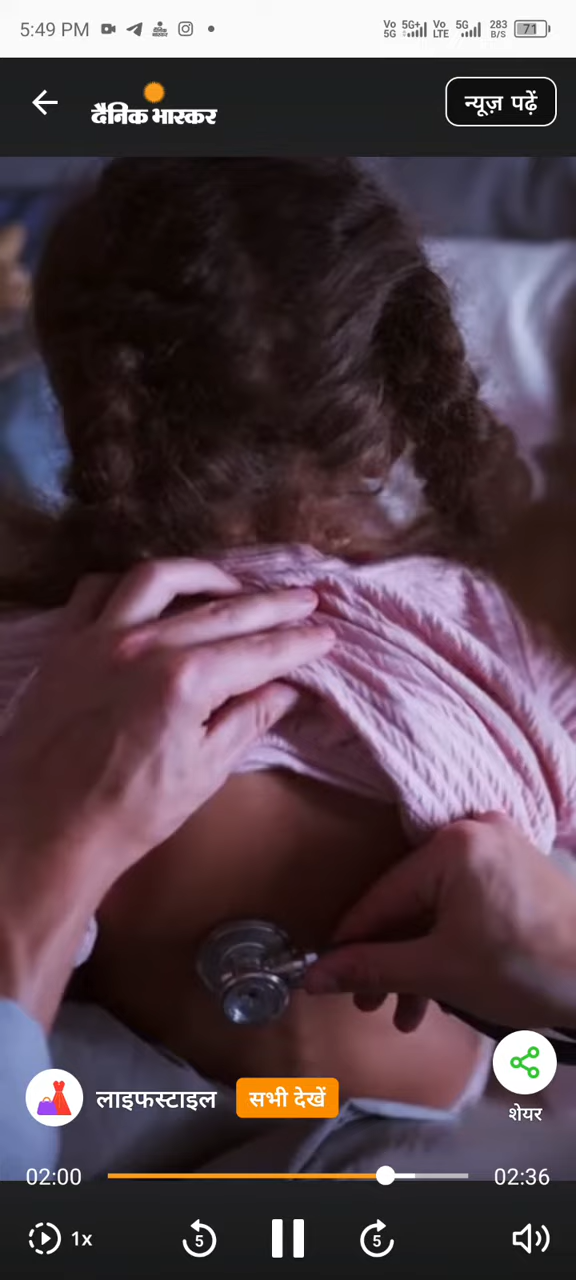 5:49 PM
Vo 5G 5G+ Vo LTE 5G 283 B/S 71
दैनिक भास्कर
न्यूज़ पढ़ें
लाइफस्टाइल
सभी देखें
शेयर
02:00
02:36
1x
5
5